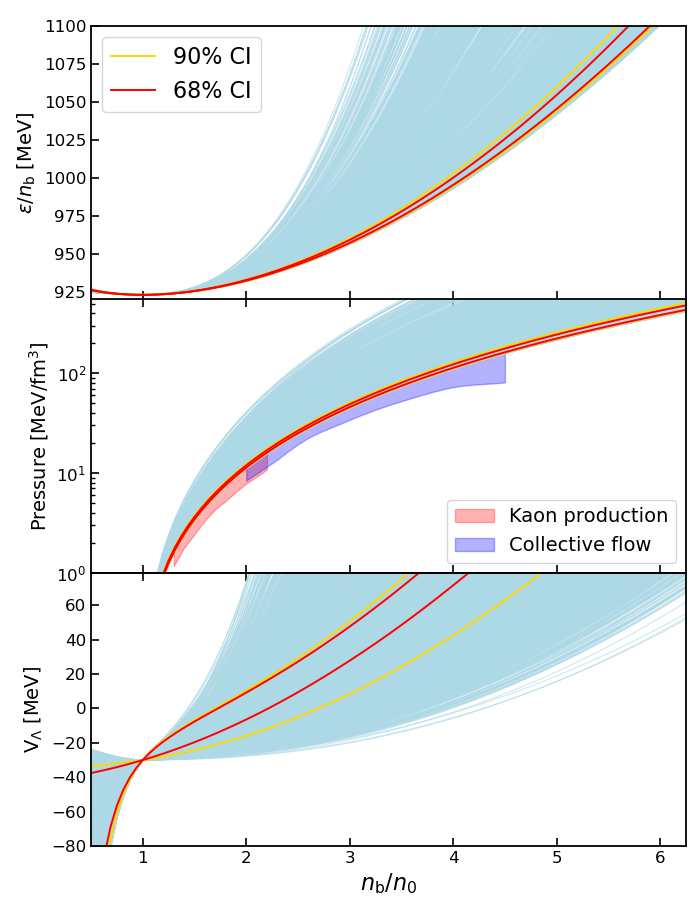 1100
1075
1050
1025
1000
975
950
925
ε/n_b [MeV]
90% CI
68% CI
10²
10¹
10⁰
Pressure [MeV/fm³]
Kaon production
Collective flow
60
40
20
0
−20
−40
−60
−80
V_Λ [MeV]
1 2 3 4 5 6
n_b/n_0